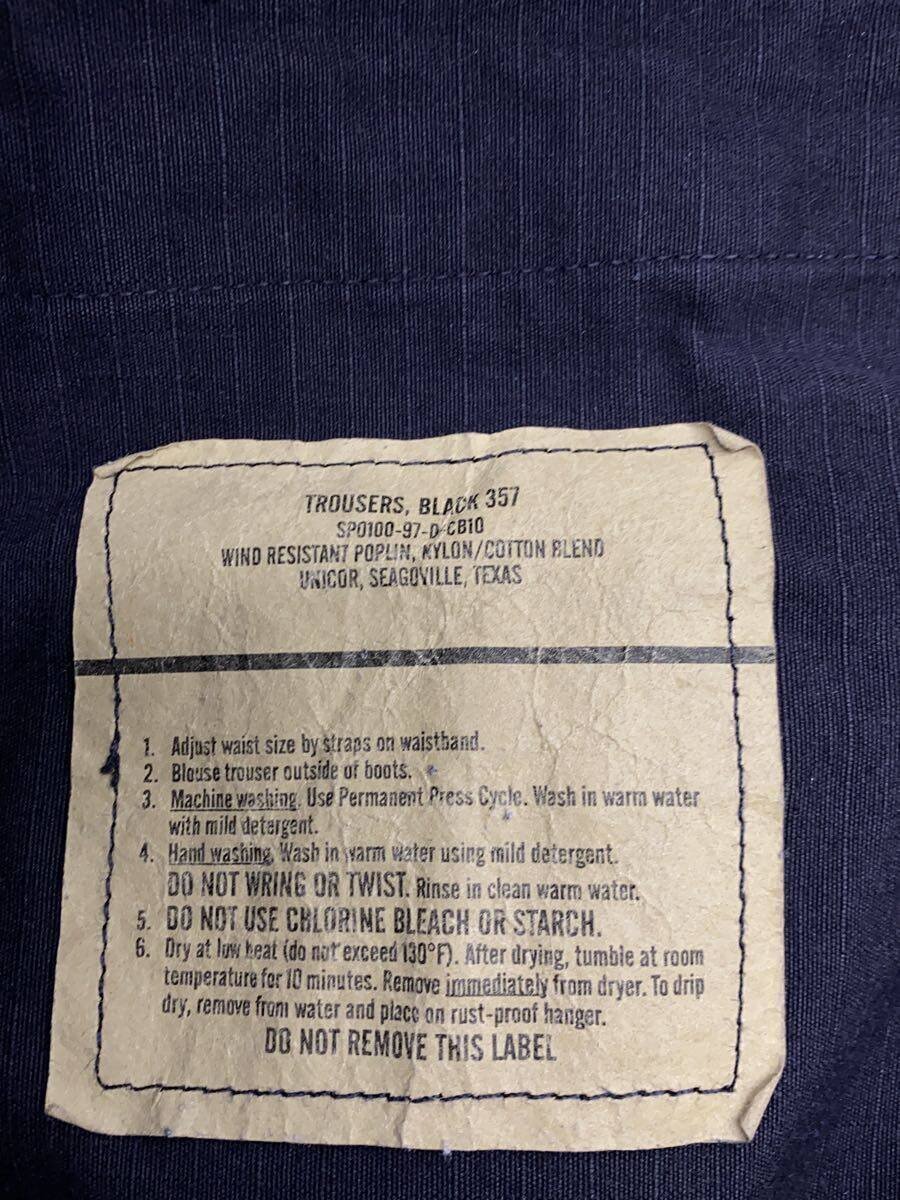 TROUSERS, BLACK 357
SPO100-97-D-CB10
WIND RESISTANT POPLIN, NYLON/COTTON BLEND
UNICOR, SEAGOVILLE, TEXAS
1. Adjust waist size by straps on waistband.
2. Blouse trouser outside of boots.
3. Machine washing. Use Permanent Press Cycle. Wash in warm water
with mild detergent.
4. Hand washing. Wash in warm water using mild detergent.
DO NOT WRING OR TWIST. Rinse in clean warm water.
5. DO NOT USE CHLORINE BLEACH OR STARCH.
6. Dry at low heat (do not exceed 130°F). After drying, tumble at room
temperature for 10 minutes. Remove immediately from dryer. To drip
dry, remove from water and place on rust-proof hanger.
DO NOT REMOVE THIS LABEL